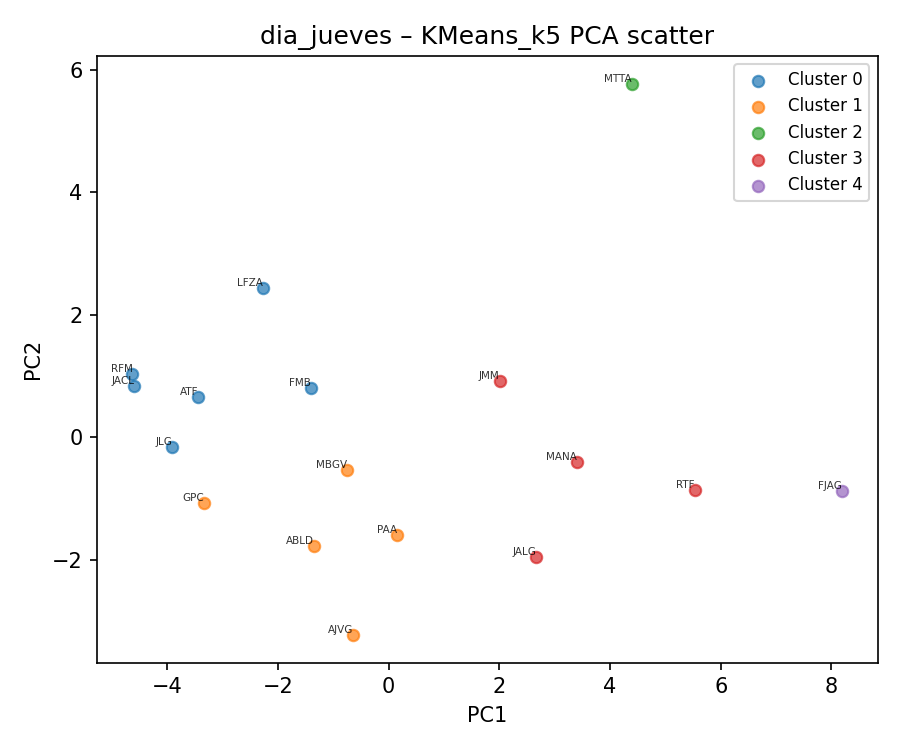 dia_jueves – KMeans_k5 PCA scatter
Cluster 0
Cluster 1
Cluster 2
Cluster 3
Cluster 4
MTTA
LFZA
RFM
JACL
ATF
FMB
JLG
JMM
MBGV
MANA
GPC
RTF
FJAG
ABLD
PAA
JALG
AJVG
6
4
2
0
−2
PC2
−4
−2
0
2
4
6
8
PC1